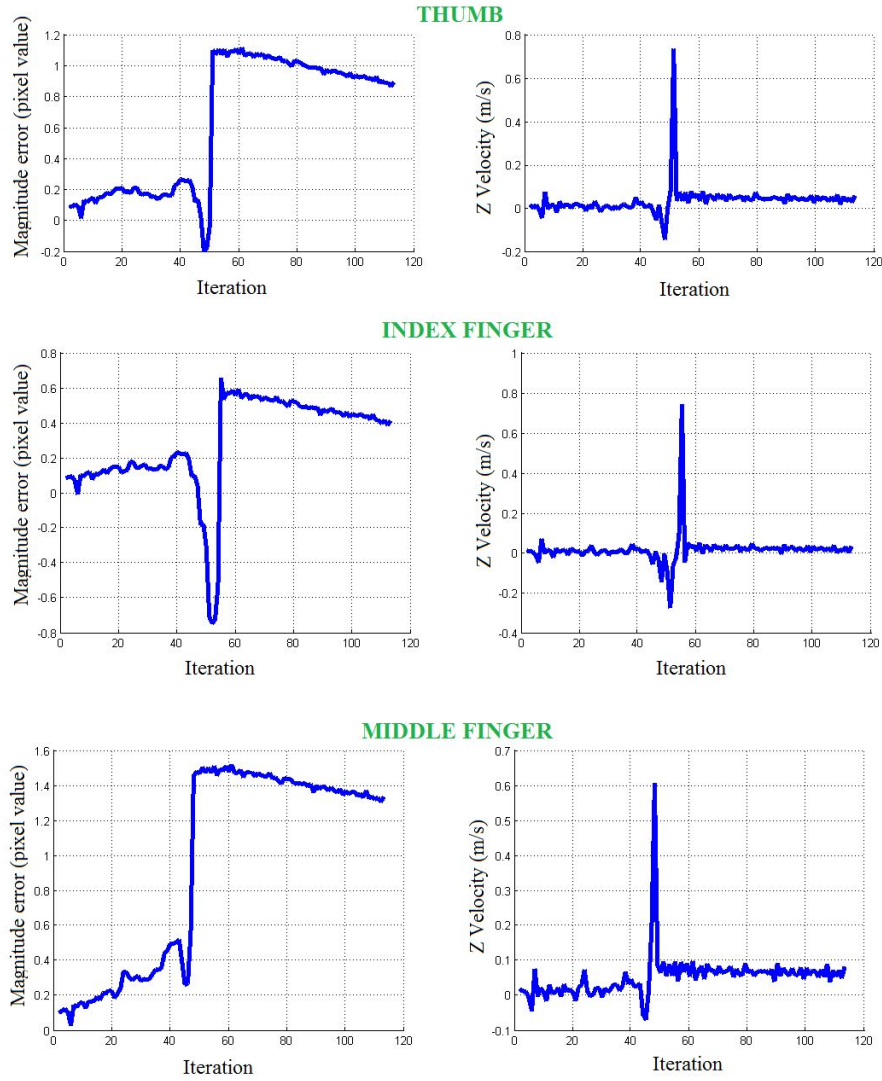 THUMB
Magnitude error (pixel value)
1.2
1
0.8
0.6
0.4
0.2
0
-0.2
0 20 40 60 80 100 120
Iteration
Z Velocity (m/s)
0.8
0.6
0.4
0.2
0
-0.2
0 20 40 60 80 100 120
Iteration
INDEX FINGER
Magnitude error (pixel value)
0.8
0.6
0.4
0.2
0
-0.2
-0.4
-0.6
-0.8
0 20 40 60 80 100 120
Iteration
Z Velocity (m/s)
1
0.8
0.6
0.4
0.2
0
-0.2
-0.4
0 20 40 60 80 100 120
Iteration
MIDDLE FINGER
Magnitude error (pixel value)
1.6
1.4
1.2
1
0.8
0.6
0.4
0.2
0
0 20 40 60 80 100 120
Iteration
Z Velocity (m/s)
0.7
0.6
0.5
0.4
0.3
0.2
0.1
0
-0.1
0 20 40 60 80 100 120
Iteration